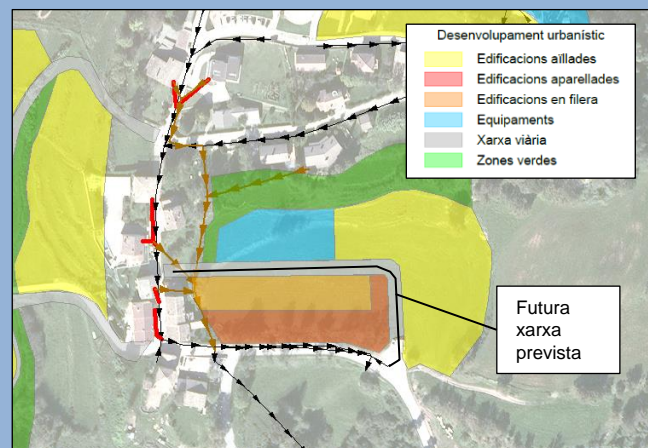 Desenvolupament urbanístic
Edificacions aïllades
Edificacions aparellades
Edificacions en filera
Equipaments
Xarxa viària
Zones verdes
Futura
xarxa
prevista